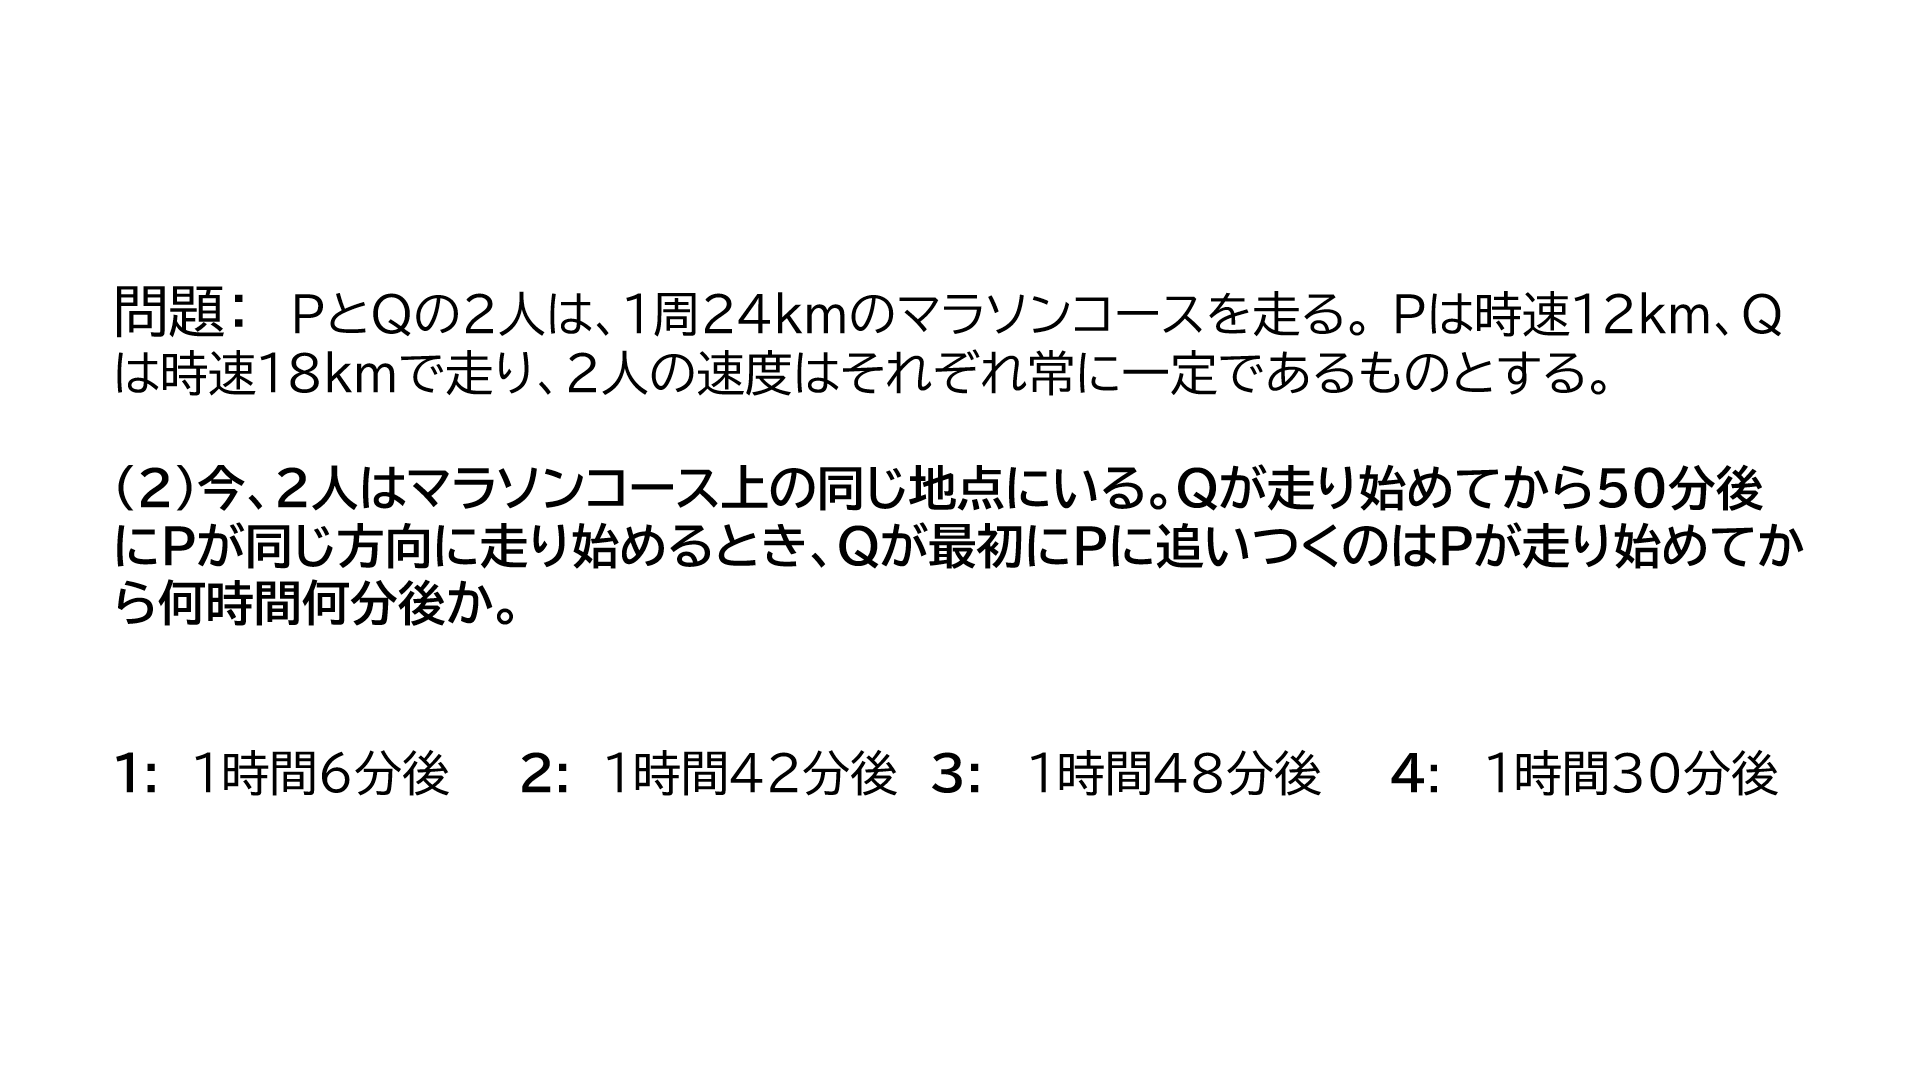 問題： PとQの2人は、1周24kmのマラソンコースを走る。Pは時速12km、Q
は時速18kmで走り、2人の速度はそれぞれ常に一定であるものとする。
（2）今、2人はマラソンコース上の同じ地点にいる。Qが走り始めてから50分後
にPが同じ方向に走り始めるとき、Qが最初にPに追いつくのはPが走り始めてか
ら何時間何分後か。
1: 1時間6分後 2: 1時間42分後 3: 1時間48分後 4: 1時間30分後